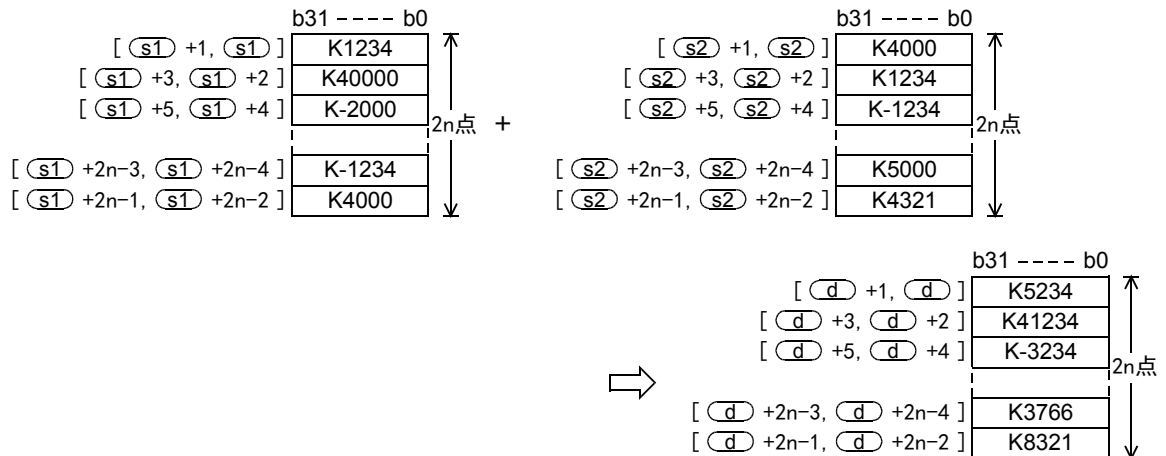 b31 ---- b0
[ s1 +1, s1 ] K1234
[ s1 +3, s1 +2 ] K40000
[ s1 +5, s1 +4 ] K-2000
2n点
[ s1 +2n-3, s1 +2n-4 ] K-1234
[ s1 +2n-1, s1 +2n-2 ] K4000
+
b31 ---- b0
[ s2 +1, s2 ] K4000
[ s2 +3, s2 +2 ] K1234
[ s2 +5, s2 +4 ] K-1234
2n点
[ s2 +2n-3, s2 +2n-4 ] K5000
[ s2 +2n-1, s2 +2n-2 ] K4321
b31 ---- b0
[ d +1, d ] K5234
[ d +3, d +2 ] K41234
[ d +5, d +4 ] K-3234
2n点
[ d +2n-3, d +2n-4 ] K3766
[ d +2n-1, d +2n-2 ] K8321